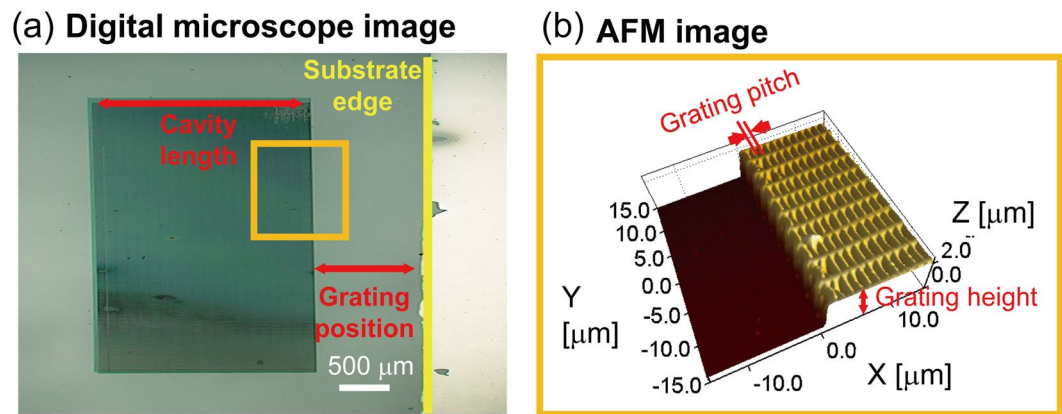 (a) Digital microscope image
Substrate
edge
Cavity
length
Grating
position
500 μm
(b) AFM image
Grating pitch
15.0
10.0
5.0
0.0
-5.0
-10.0
-15.0
Y
[μm]
-10.0
0.0
10.0
X [μm]
Z [μm]
2.0
0.0
Grating height